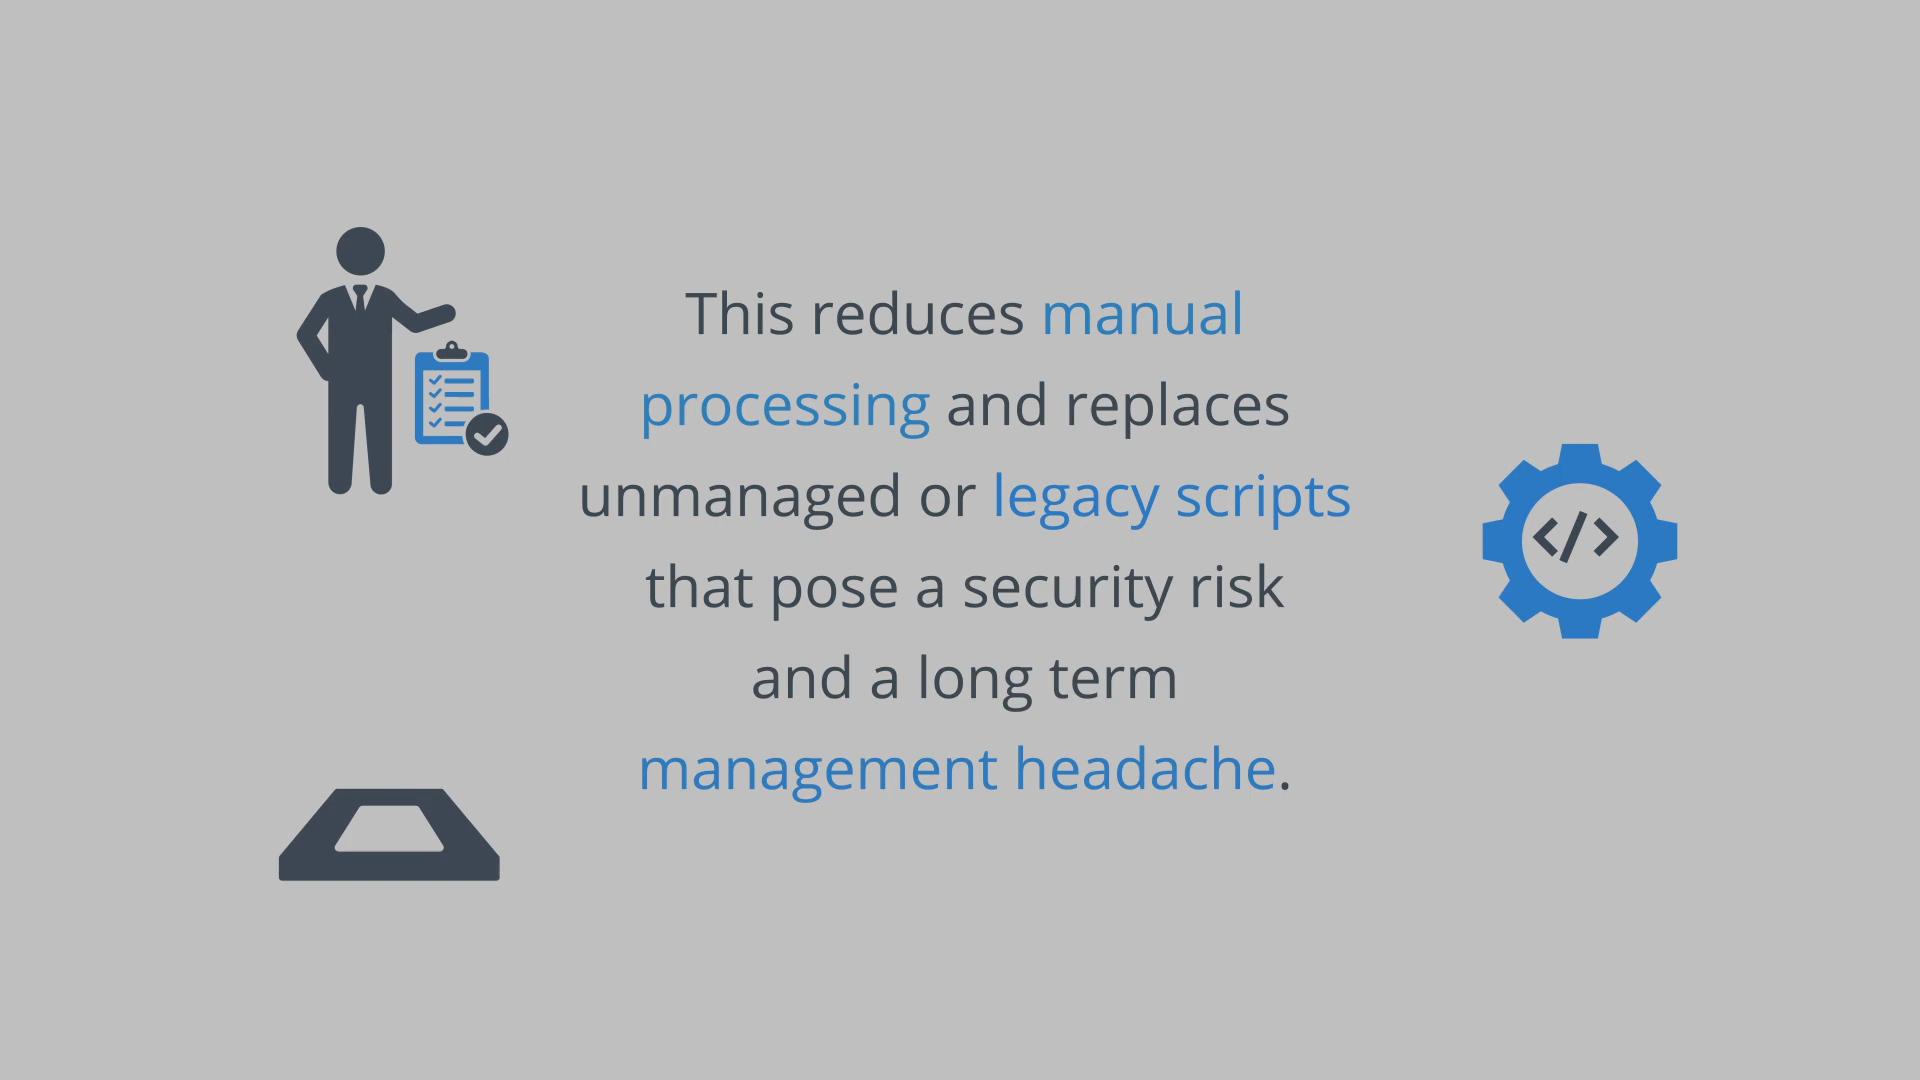 This reduces manual
processing and replaces
unmanaged or legacy scripts
that pose a security risk
and a long term
management headache.